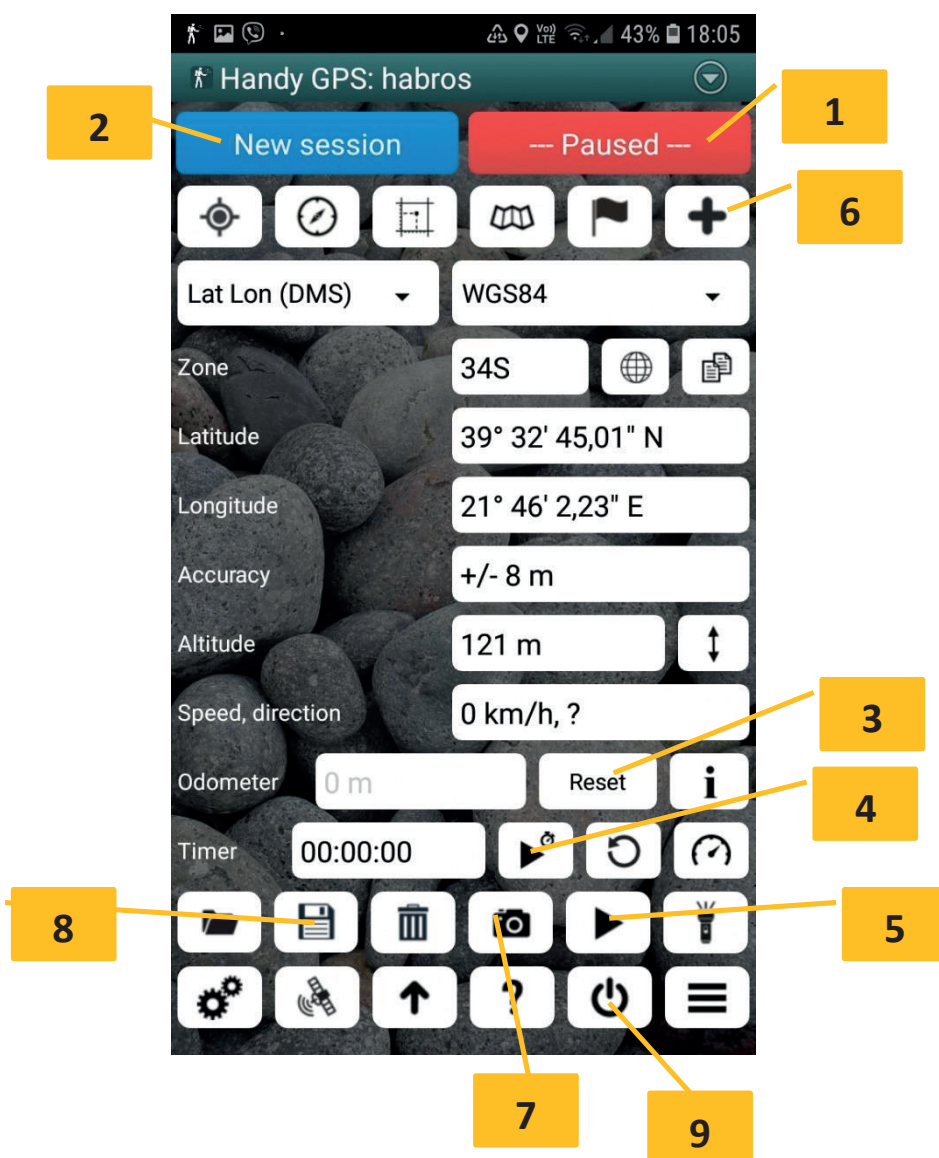 Vo)) LTE 43% 18:05
Handy GPS: habros
2
New session
--- Paused ---
1
6
Lat Lon (DMS)
WGS84
Zone
34S
Latitude
39° 32' 45,01" N
Longitude
21° 46' 2,23" E
Accuracy
+/- 8 m
Altitude
121 m
Speed, direction
0 km/h, ?
3
Odometer
0 m
Reset
i
4
Timer
00:00:00
8
5
?
7
9